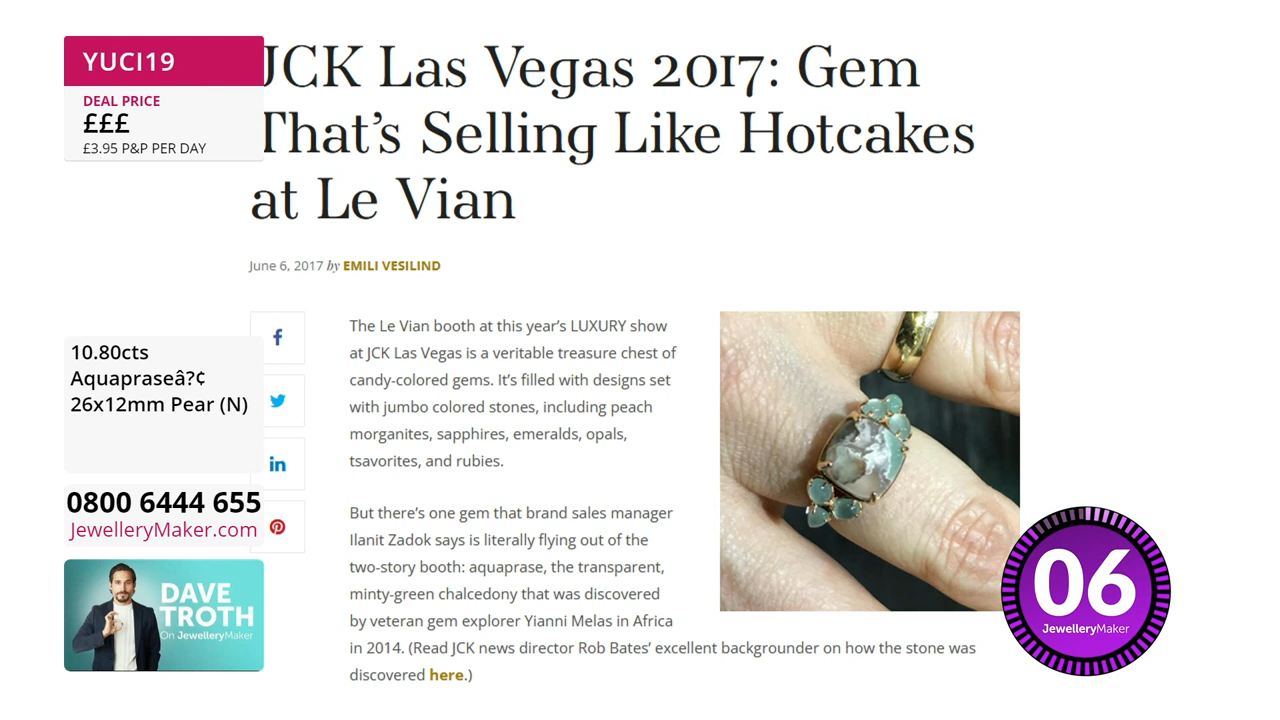 YUCI19
DEAL PRICE
£££
£3.95 P&P PER DAY
JCK Las Vegas 2017: Gem
That's Selling Like Hotcakes
at Le Vian
June 6, 2017 by EMILI VESILIND
The Le Vian booth at this year's LUXURY show
at JCK Las Vegas is a veritable treasure chest of
candy-colored gems. It's filled with designs set
with jumbo colored stones, including peach
morganites, sapphires, emeralds, opals,
tsavorites, and rubies.
But there's one gem that brand sales manager
Ilanit Zadok says is literally flying out of the
two-story booth: aquaprase, the transparent,
minty-green chalcedony that was discovered
by veteran gem explorer Yianni Melas in Africa
in 2014. (Read JCK news director Rob Bates' excellent backgrounder on how the stone was
discovered here.)
10.80cts
Aquapraseâ?¢
26x12mm Pear (N)
0800 6444 655
JewelleryMaker.com
DAVE
TROTH
On JewelleryMaker
06
JewelleryMaker